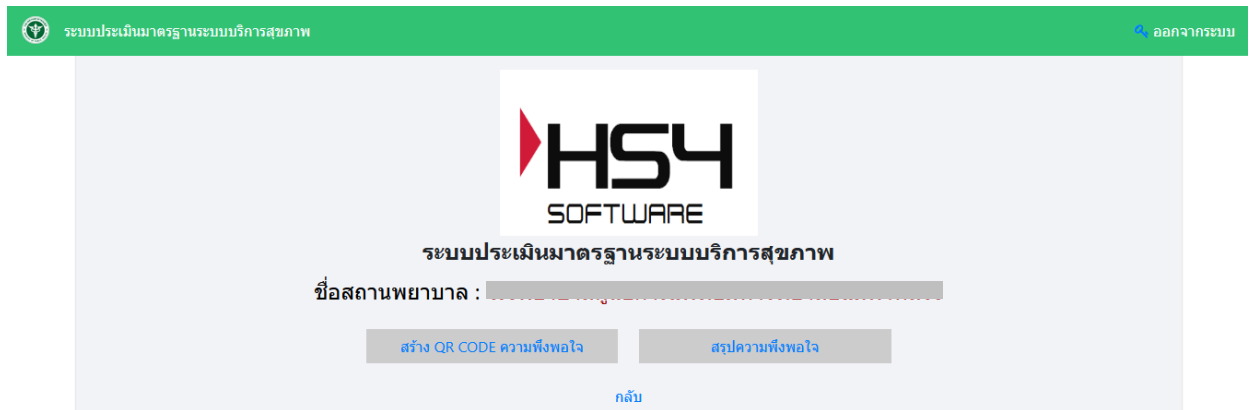 ระบบประเมินมาตรฐานระบบบริการสุขภาพ
ออกจากระบบ
HS4
SOFTWARE
ระบบประเมินมาตรฐานระบบบริการสุขภาพ
ชื่อสถานพยาบาล :
สร้าง QR CODE ความพึงพอใจ
สรุปความพึงพอใจ
กลับ